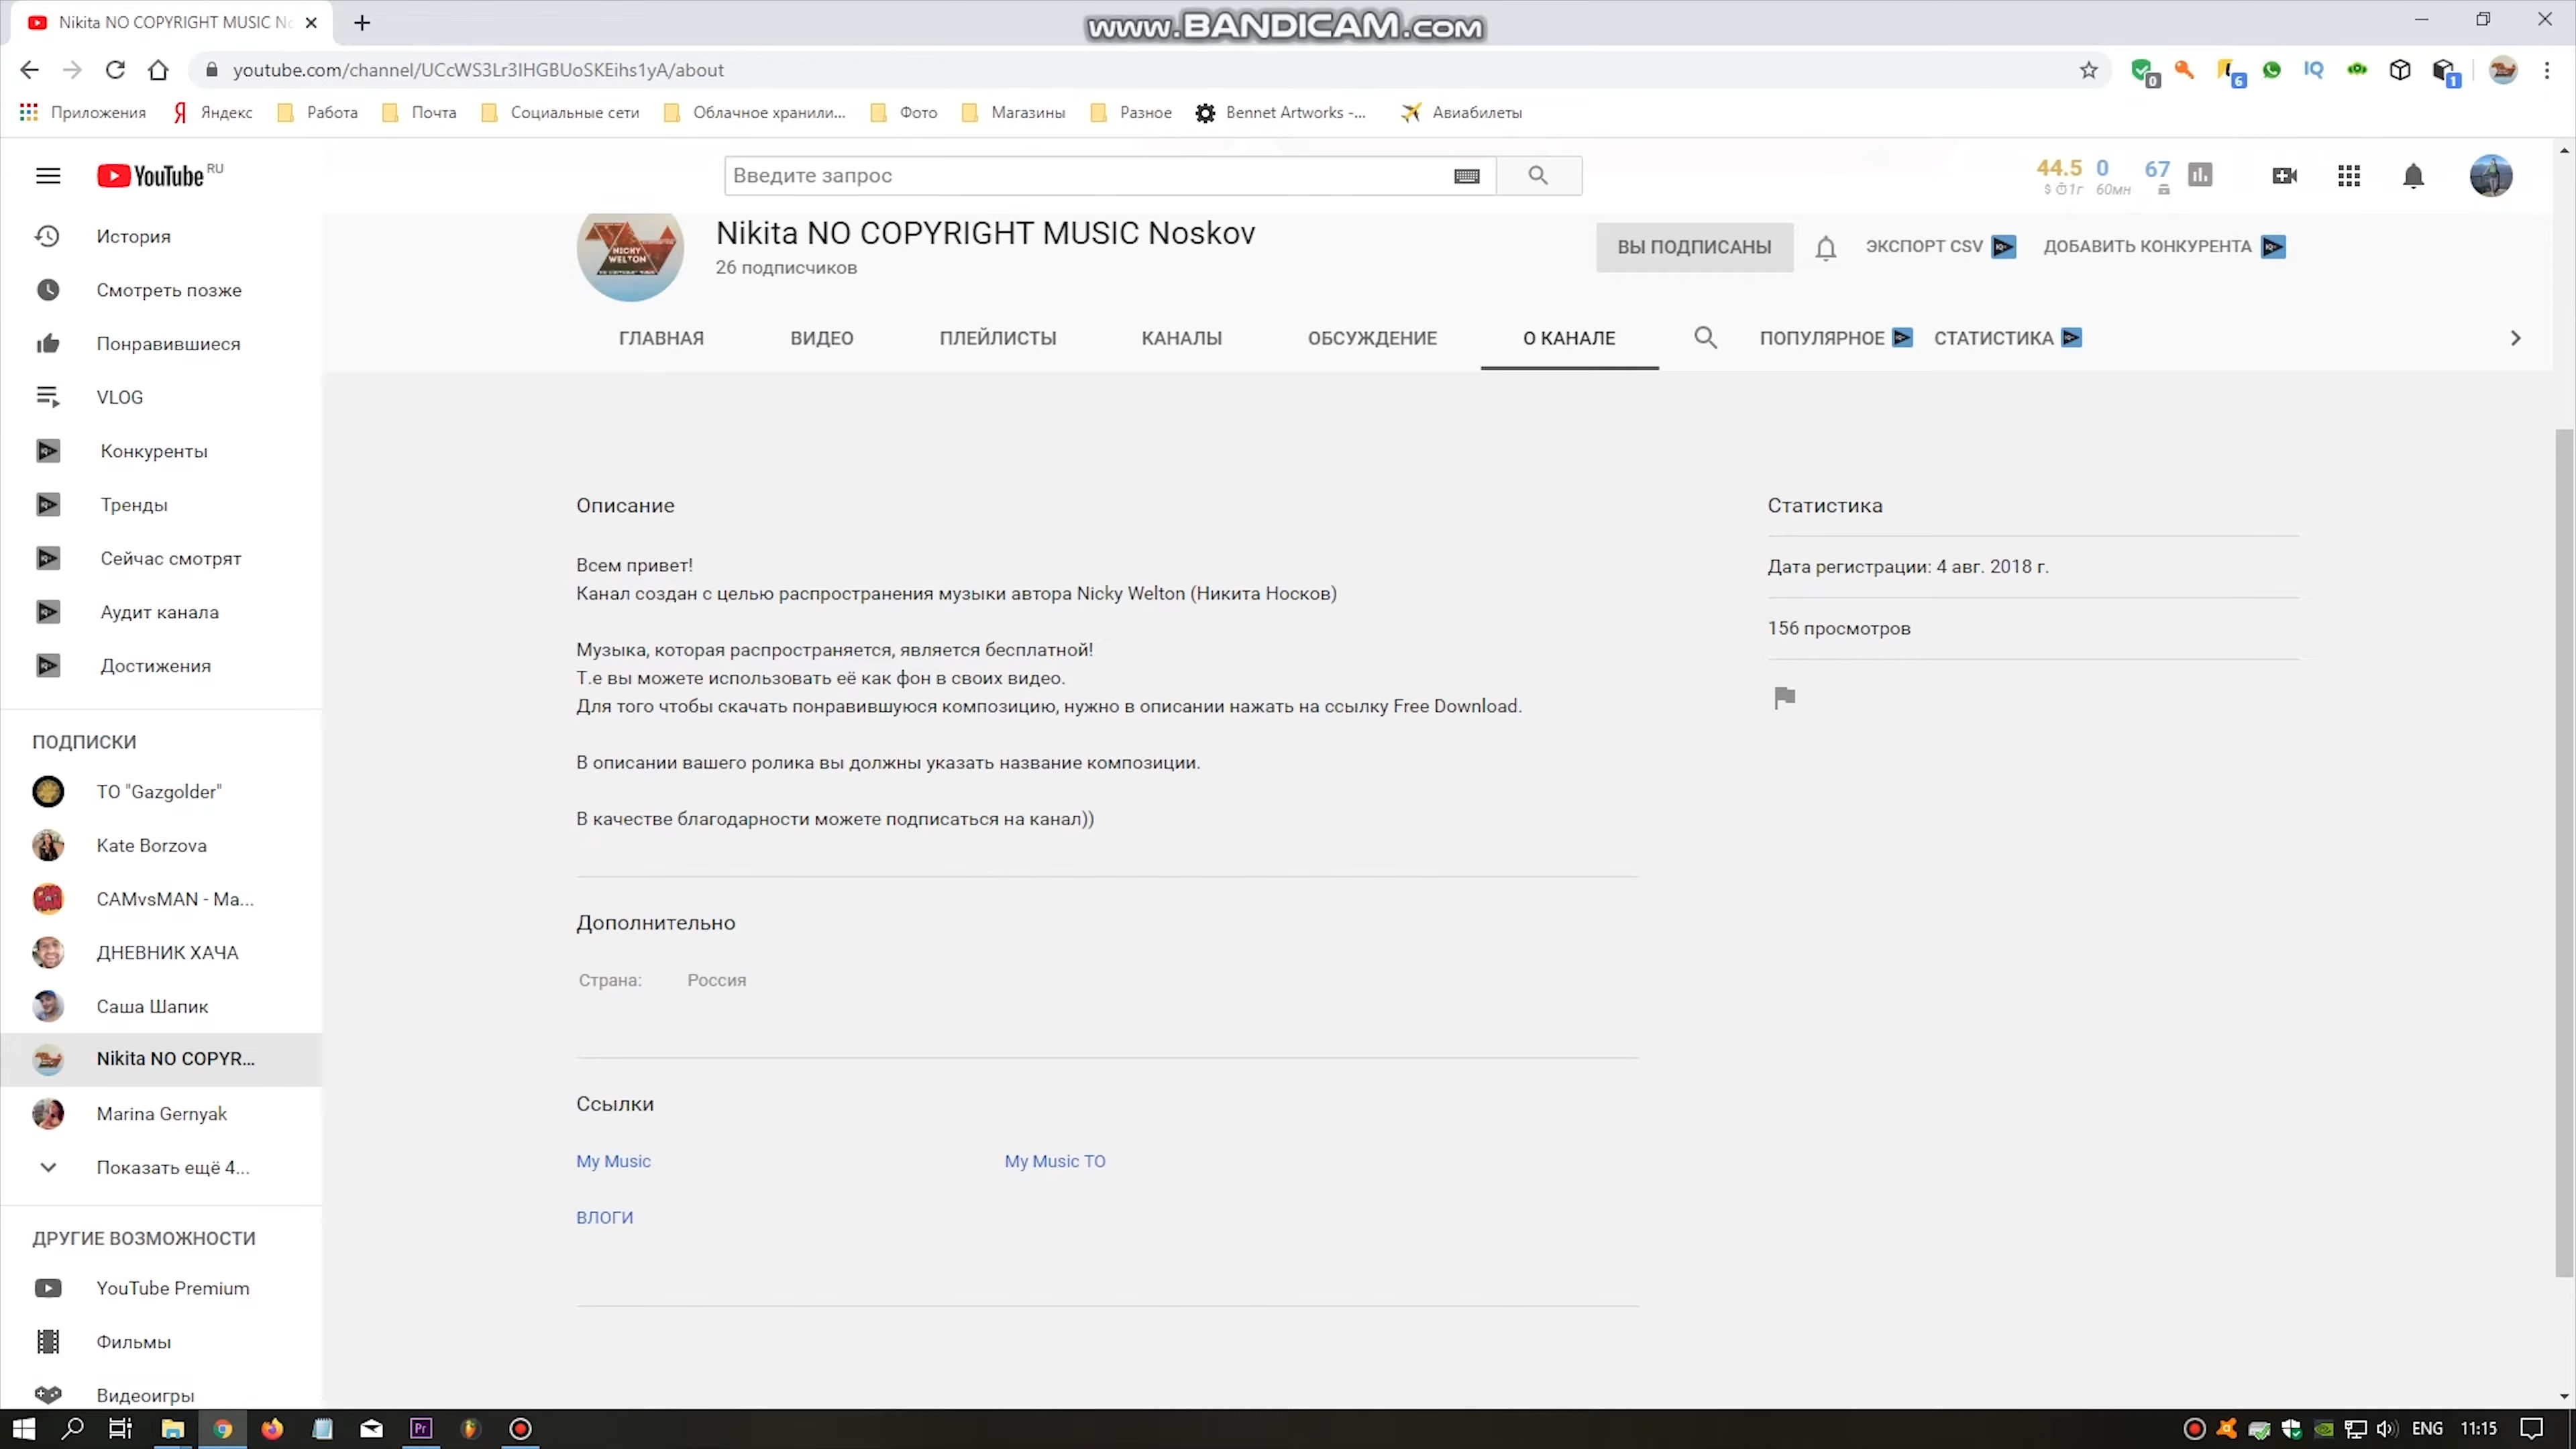 Nikita NO COPYRIGHT MUSIC No
www.BANDICAM.com
youtube.com/channel/UCcWS3Lr3IHGBUoSKEihs1yA/about
0
6
IQ
1
Приложения
Яндекс
Работа
Почта
Социальные сети
Облачное хранили...
Фото
Магазины
Разное
Bennet Artworks -...
Авиабилеты
YouTube RU
Введите запрос
44.5 0 67
$ 1г 60мн
История
Смотреть позже
Понравившиеся
VLOG
Конкуренты
Тренды
Сейчас смотрят
Аудит канала
Достижения
ПОДПИСКИ
ТО "Gazgolder"
Kate Borzova
CAMvsMAN - Ma...
ДНЕВНИК ХАЧА
Саша Шапик
Nikita NO COPYR...
Marina Gernyak
Показать ещё 4...
ДРУГИЕ ВОЗМОЖНОСТИ
YouTube Premium
Фильмы
Видеоигры
NICKY
WELTON
Nikita NO COPYRIGHT MUSIC Noskov
26 подписчиков
ВЫ ПОДПИСАНЫ
ЭКСПОРТ CSV
ДОБАВИТЬ КОНКУРЕНТА
ГЛАВНАЯ
ВИДЕО
ПЛЕЙЛИСТЫ
КАНАЛЫ
ОБСУЖДЕНИЕ
О КАНАЛЕ
ПОПУЛЯРНОЕ
СТАТИСТИКА
Описание
Всем привет!
Канал создан с целью распространения музыки автора Nicky Welton (Никита Носков)
Музыка, которая распространяется, является бесплатной!
Т.е вы можете использовать её как фон в своих видео.
Для того чтобы скачать понравившуюся композицию, нужно в описании нажать на ссылку Free Download.
В описании вашего ролика вы должны указать название композиции.
В качестве благодарности можете подписаться на канал))
Дополнительно
Страна: Россия
Ссылки
My Music
My Music TO
ВЛОГИ
Статистика
Дата регистрации: 4 авг. 2018 г.
156 просмотров
Pr
ENG
11:15